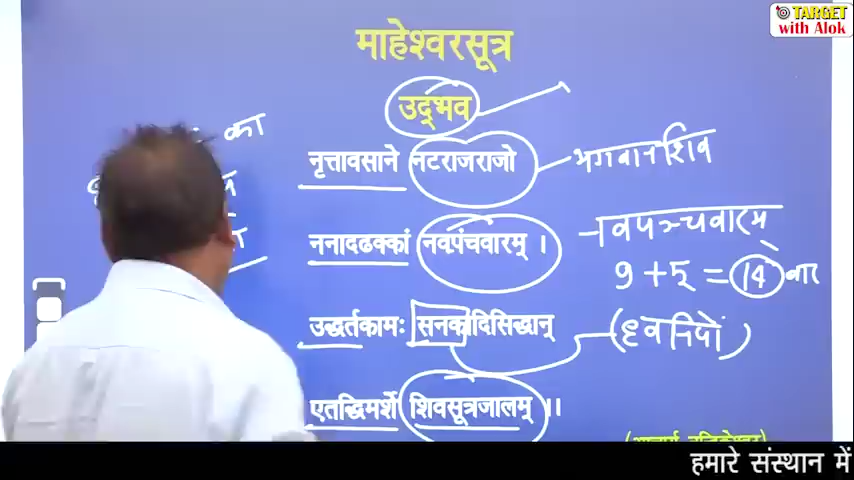 TARGET
with Alok
माहेश्वरसूत्र
उद्भव
का
नृत्तावसाने नटराजराजो
भगवान शिव
ननादढक्कां नवपंचवारम् ।
नवपञ्चवारम्
9 + 5 = 14 बार
उद्धर्तकामः सनकादिसिद्धान्
(ध्वनियों)
एतद्विमर्शे शिवसूत्रजालम् ।।
हमारे संस्थान में